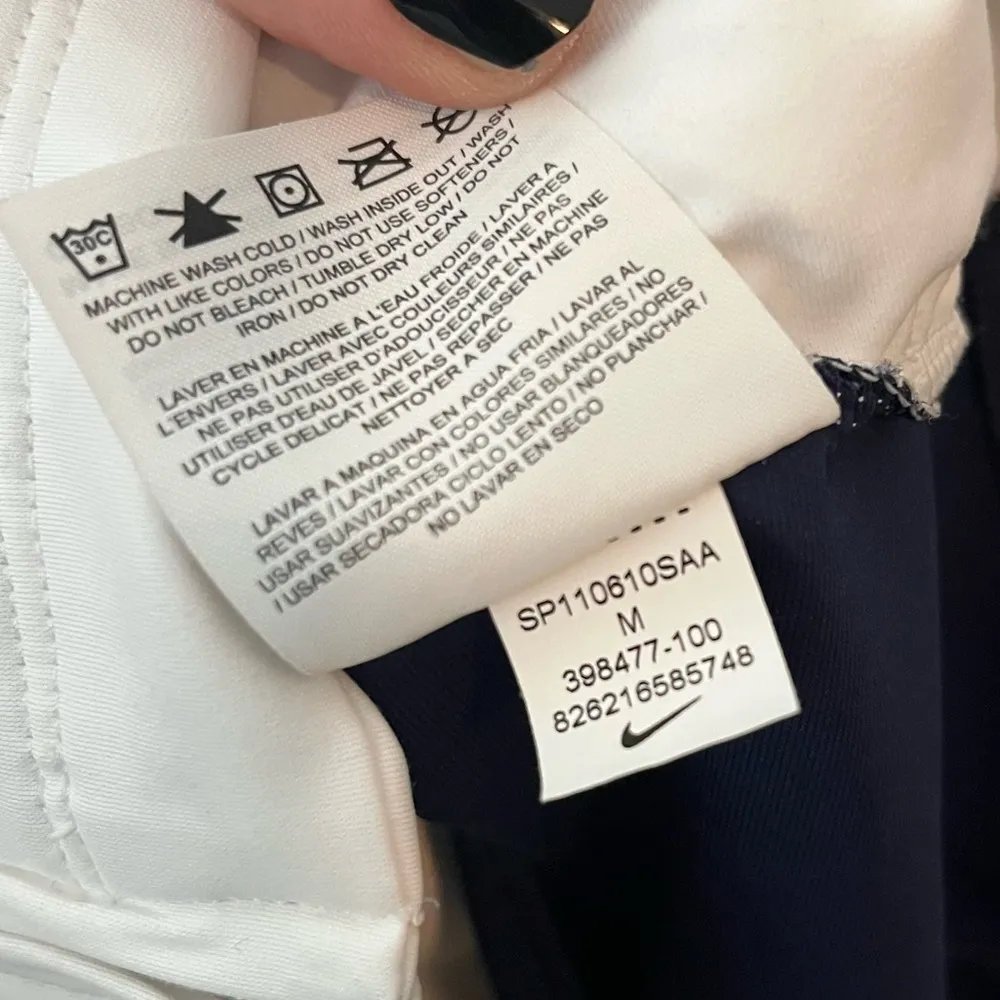 30C
MACHINE WASH COLD / WASH INSIDE OUT / WASH
WITH LIKE COLORS / DO NOT USE SOFTENERS /
DO NOT BLEACH / TUMBLE DRY LOW / DO NOT
IRON / DO NOT DRY CLEAN
LAVER EN MACHINE A L'EAU FROIDE / LAVER A
L'ENVERS / LAVER AVEC COULEURS SIMILAIRES /
NE PAS UTILISER D'ADOUCISSEUR / NE PAS
UTILISER D'EAU DE JAVEL / SECHER EN MACHINE
CYCLE DELICAT / NE PAS REPASSER / NE PAS
NETTOYER A SEC
LAVAR A MAQUINA EN AGUA FRIA / LAVAR AL
REVES / LAVAR CON COLORES SIMILARES / NO
USAR SUAVIZANTES / NO USAR BLANQUEADORES
/ USAR SECADORA CICLO LENTO / NO PLANCHAR /
NO LAVAR EN SECO
SP110610SAA
M
398477-100
826216585748